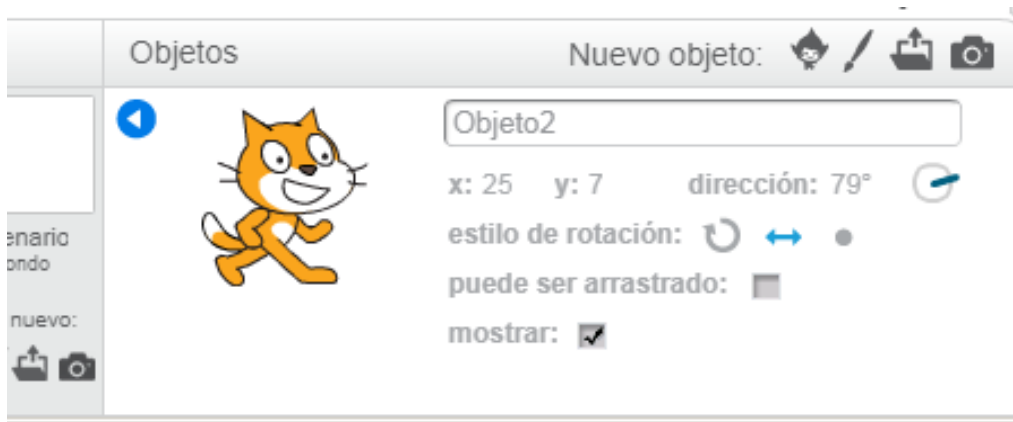 Objetos
Nuevo objeto:
Objeto2
x: 25 y: 7 dirección: 79°
enario
estilo de rotación:
ondo
puede ser arrastrado:
nuevo:
mostrar: